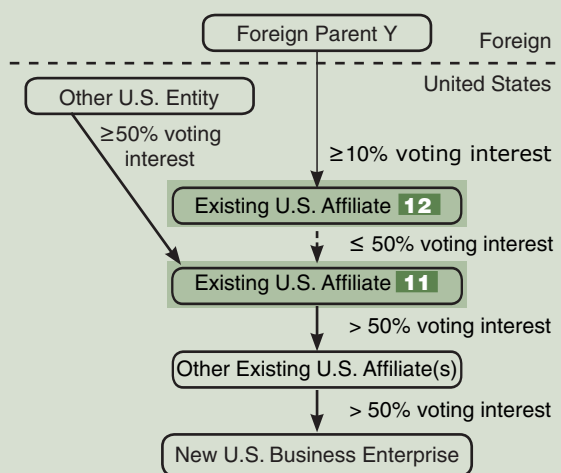 Foreign Parent Y
Foreign
United States
Other U.S. Entity
≥50% voting
interest
≥10% voting interest
Existing U.S. Affiliate 12
≤ 50% voting interest
Existing U.S. Affiliate 11
> 50% voting interest
Other Existing U.S. Affiliate(s)
> 50% voting interest
New U.S. Business Enterprise